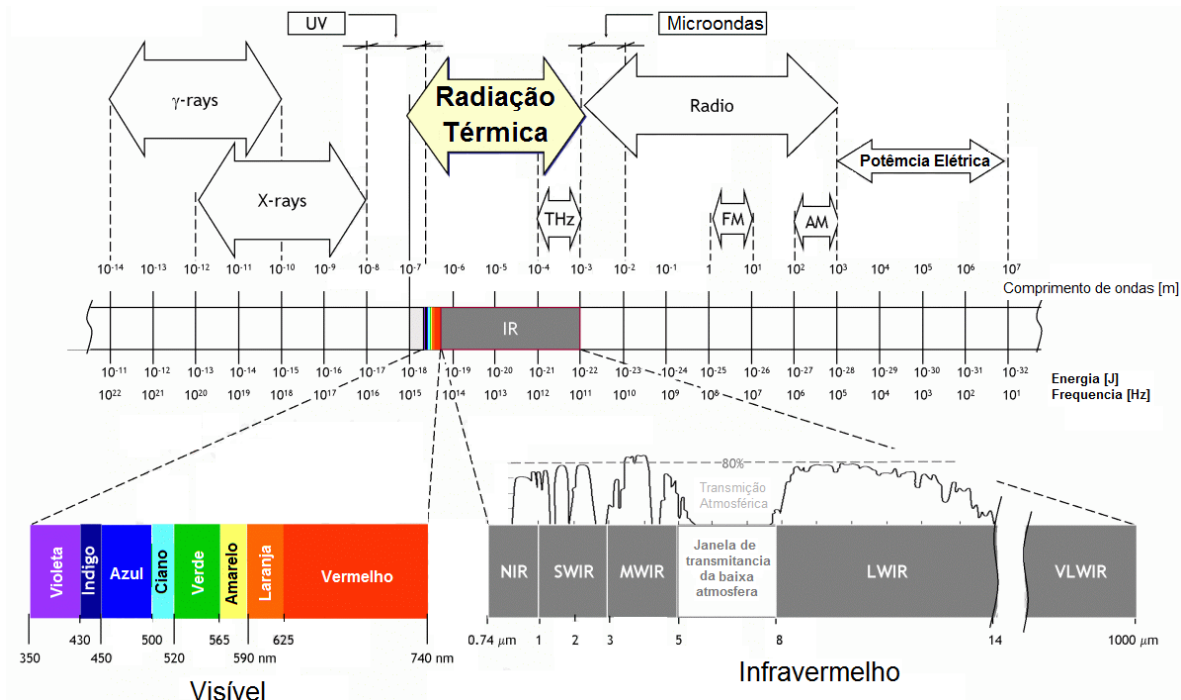 UV
Microondas
Radiação
Térmica
γ-rays
Radio
Potêmcia Elétrica
X-rays
THz
FM
AM
10-14 10-13 10-12 10-11 10-10 10-9 10-8 10-7 10-6 10-5 10-4 10-3 10-2 10-1 1 10¹ 10² 10³ 10⁴ 10⁵ 10⁶ 10⁷
Comprimento de ondas [m]
IR
10-11 10-12 10-13 10-14 10-15 10-16 10-17 10-18 10-19 10-20 10-21 10-22 10-23 10-24 10-25 10-26 10-27 10-28 10-29 10-30 10-31 10-32
Energia [J]
10²² 10²¹ 10²⁰ 10¹⁹ 10¹⁸ 10¹⁷ 10¹⁶ 10¹⁵ 10¹⁴ 10¹³ 10¹² 10¹¹ 10¹⁰ 10⁹ 10⁸ 10⁷ 10⁶ 10⁵ 10⁴ 10³ 10² 10¹
Frequencia [Hz]
80%
Transmição
Atmosférica
Violeta
Índigo
Azul
Ciano
Verde
Amarelo
Laranja
Vermelho
NIR
SWIR
MWIR
Janela de
transmitancia
da baixa
atmosfera
LWIR
VLWIR
430 500 565 625
350 450 520 590 nm 740 nm
0.74 µm 1 2 3 5 8 14 1000 µm
Visível
Infravermelho